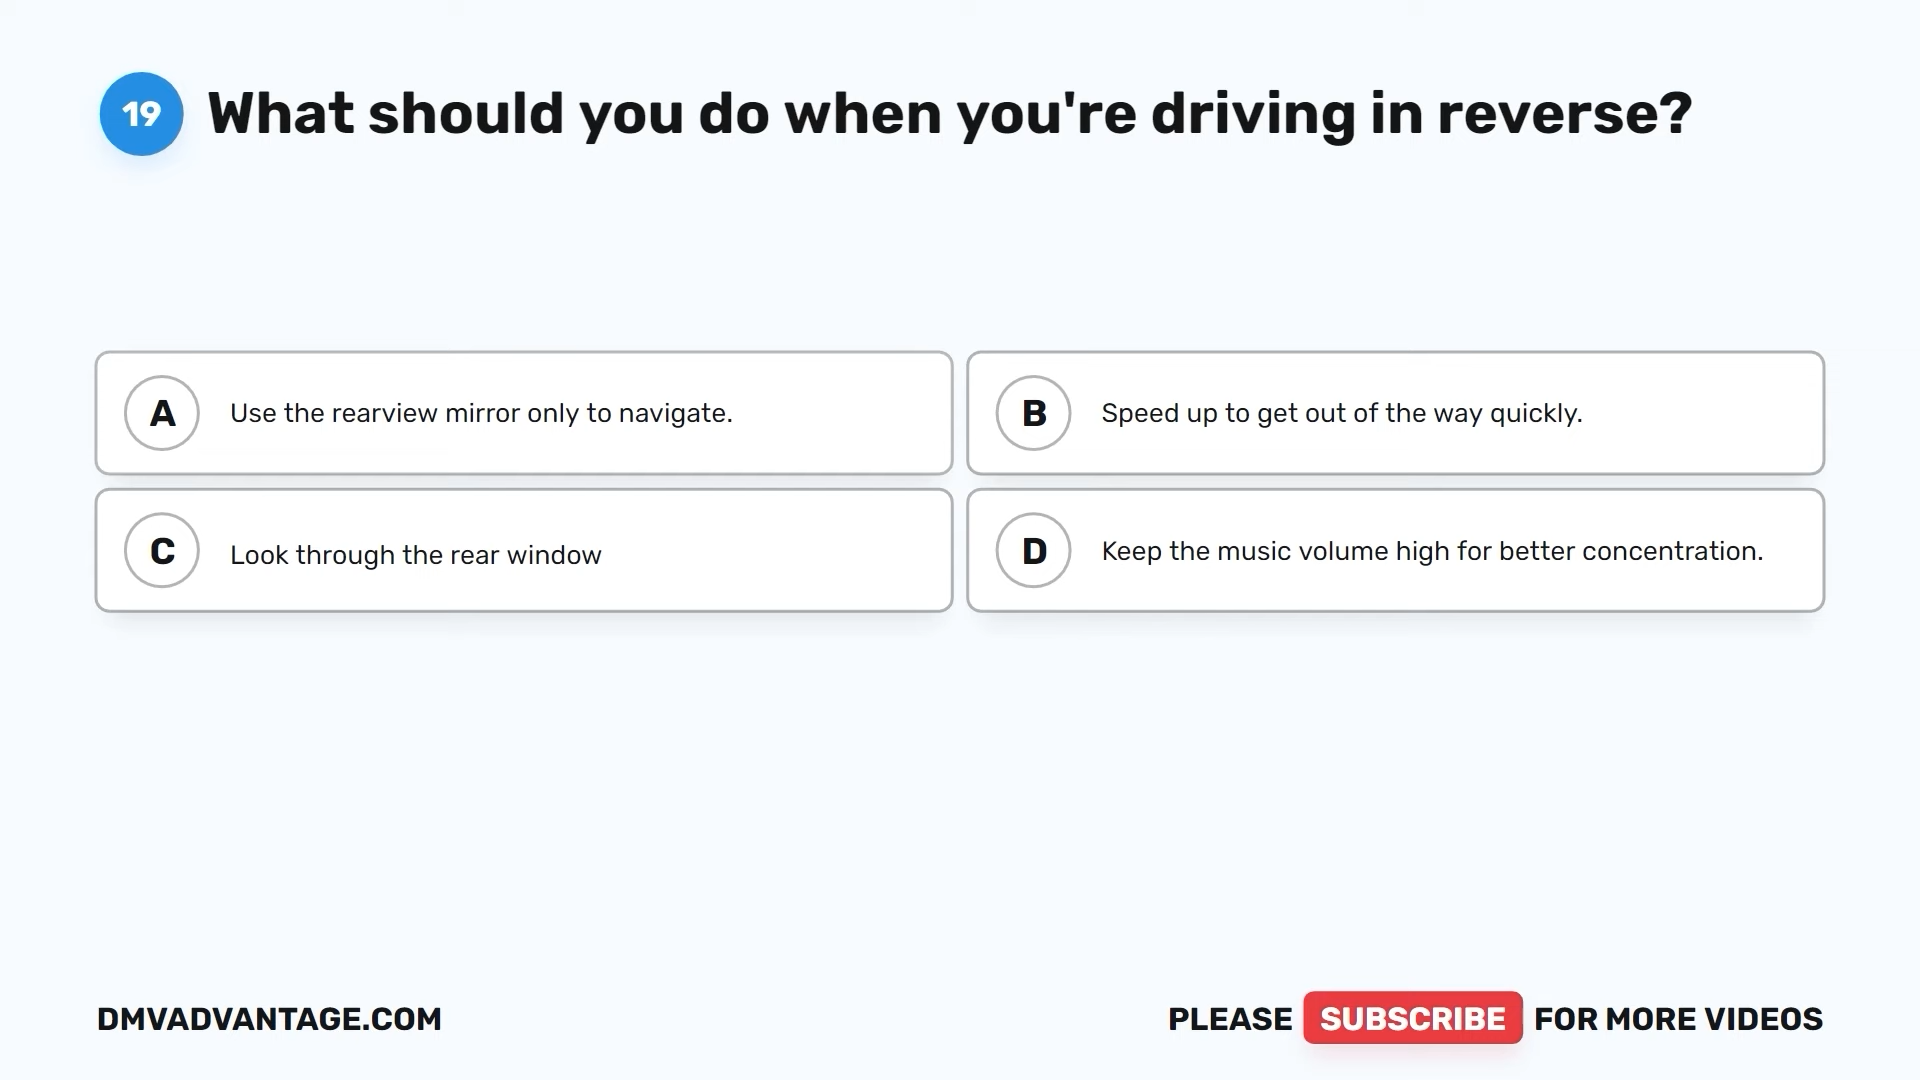 19 What should you do when you're driving in reverse?
A Use the rearview mirror only to navigate.
B Speed up to get out of the way quickly.
C Look through the rear window
D Keep the music volume high for better concentration.
DMVADVANTAGE.COM
PLEASE SUBSCRIBE FOR MORE VIDEOS